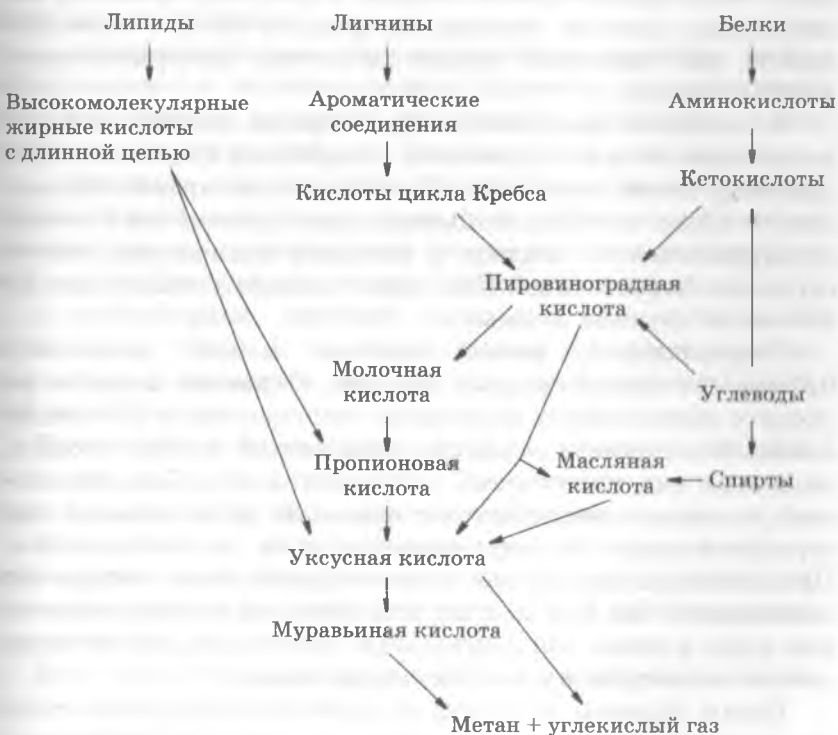 Липиды
Лигнины
Белки
Высокомолекулярные
жирные кислоты
с длинной цепью
Ароматические
соединения
Аминокислоты
Кислоты цикла Кребса
Кетокислоты
Пировиноградная
кислота
Молочная
кислота
Углеводы
Пропионовая
кислота
Масляная
кислота
Спирты
Уксусная кислота
Муравьиная кислота
Метан + углекислый газ